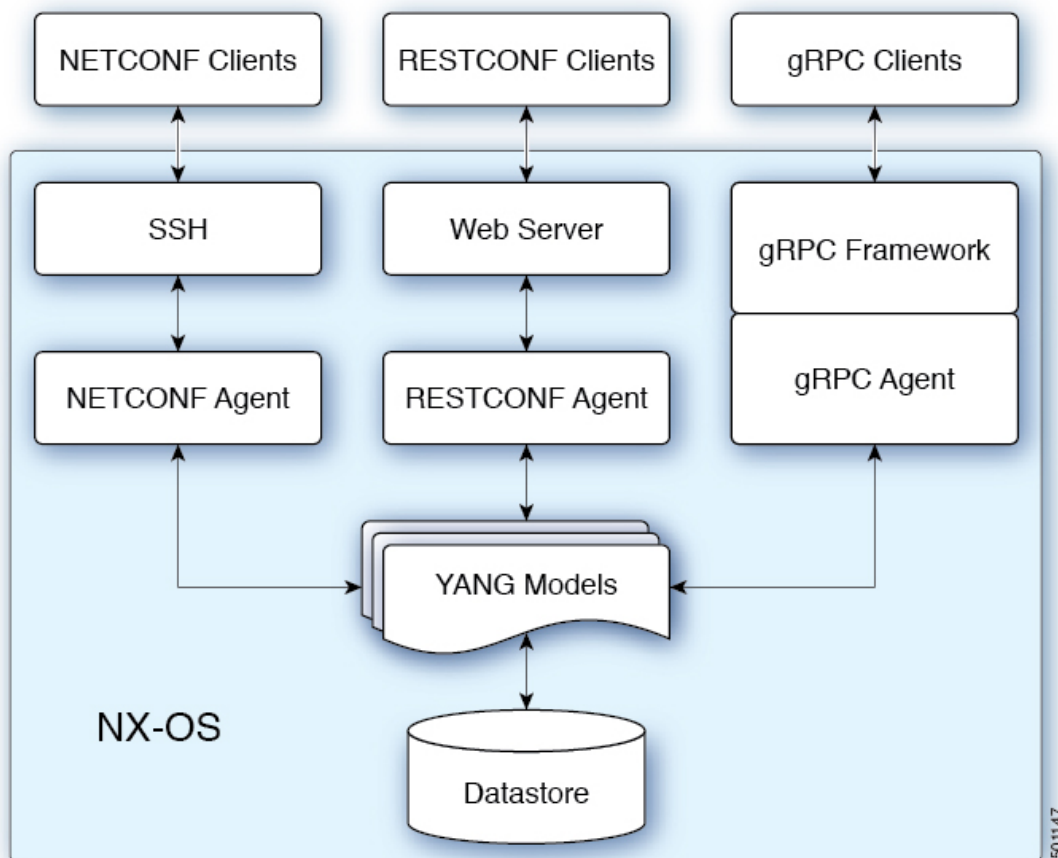 NETCONF Clients
RESTCONF Clients
gRPC Clients
SSH
Web Server
gRPC Framework
NETCONF Agent
RESTCONF Agent
gRPC Agent
YANG Models
NX-OS
Datastore
501147